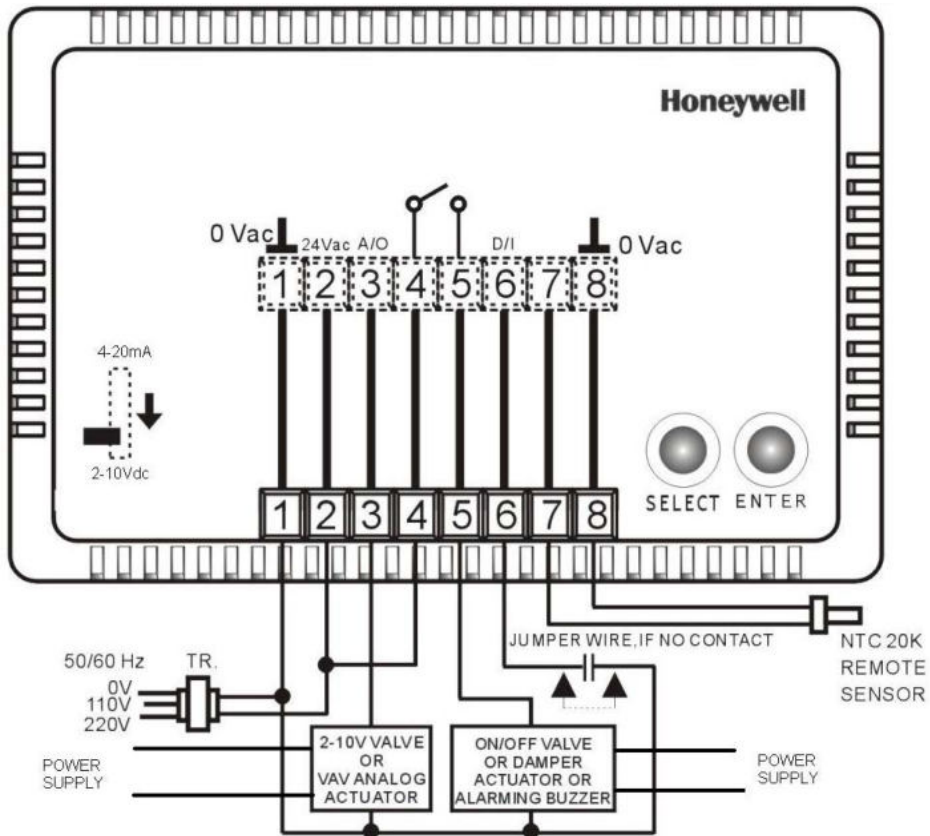 Honeywell
0 Vac 24Vac A/O D/I 0 Vac
1 2 3 4 5 6 7 8
4-20mA
2-10Vdc
SELECT ENTER
1 2 3 4 5 6 7 8
JUMPER WIRE,IF NO CONTACT
NTC 20K
REMOTE
SENSOR
50/60 Hz TR.
0V
110V
220V
POWER
SUPPLY
2-10V VALVE
OR
VAV ANALOG
ACTUATOR
ON/OFF VALVE
OR DAMPER
ACTUATOR OR
ALARMING BUZZER
POWER
SUPPLY